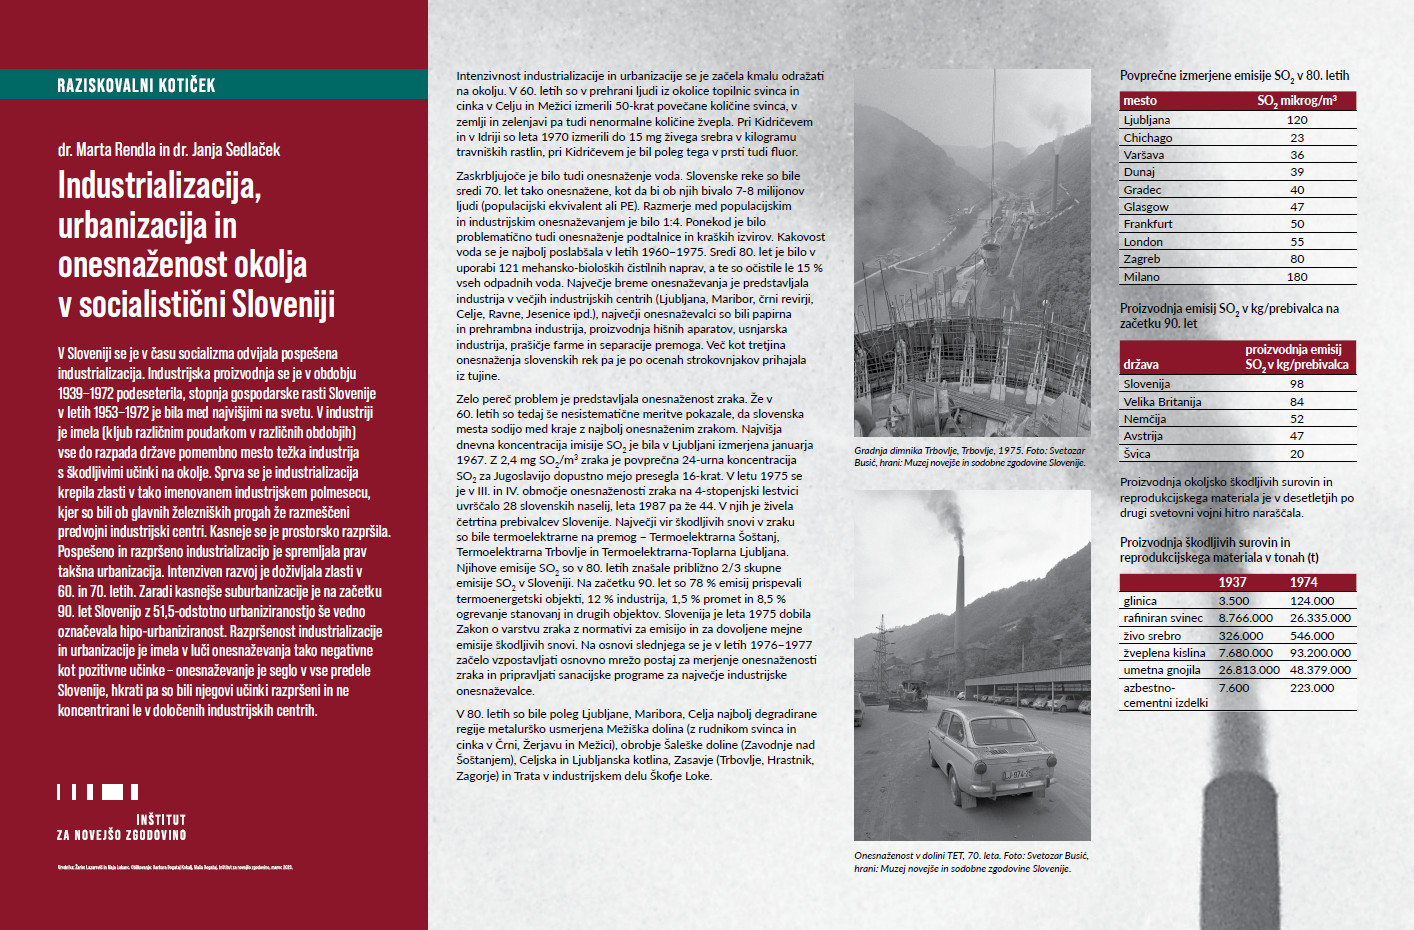 RAZISKOVALNI KOTIČEK
dr. Marta Rendla in dr. Janja Sedlaček
Industrializacija,
urbanizacija in
onesnaženost okolja
v socialistični Sloveniji
V Sloveniji se je v času socializma odvijala pospešena
industrializacija. Industrijska proizvodnja se je v obdobju
1939–1972 podeseterila, stopnja gospodarske rasti Slovenije
v letih 1953–1972 je bila med najvišjimi na svetu. V industriji
je imela (kljub različnim poudarkom v različnih obdobjih)
vse do razpada države pomembno mesto težka industrija
s škodljivimi učinki na okolje. Sprva se je industrializacija
krepila zlasti v tako imenovanem industrijskem polmesecu,
kjer so bili ob glavnih železniških progah že razmeščeni
predvojni industrijski centri. Kasneje se je prostorsko razpršila.
Pospešeno in razpršeno industrializacijo je spremljala prav
takšna urbanizacija. Intenziven razvoj je doživljala zlasti v
60. in 70. letih. Zaradi kasnejše suburbanizacije je na začetku
90. let Slovenijo z 51,5-odstotno urbaniziranostjo še vedno
označevala hipo-urbaniziranost. Razpršenost industrializacije
in urbanizacije je imela v luči onesnaževanja tako negativne
kot pozitivne učinke – onesnaževanje je seglo v vse predele
Slovenije, hkrati pa so bili njegovi učinki razpršeni in ne
koncentrirani le v določenih industrijskih centrih.
INŠTITUT
ZA NOVEJŠO ZGODOVINO
Intenzivnost industrializacije in urbanizacije se je začela kmalu odražati
na okolju. V 60. letih so v prehrani ljudi iz okolice topilnic svinca in
cinka v Celju in Mežici izmerili 50-krat povečane količine svinca, v
zemlji in zelenjavi pa tudi nenormalne količine žvepla. Pri Kidričevem
in v Idriji so leta 1970 izmerili do 15 mg živega srebra v kilogramu
travniških rastlin, pri Kidričevem je bil poleg tega v prsti tudi fluor.
Zaskrbljujoče je bilo tudi onesnaženje voda. Slovenske reke so bile
sredi 70. let tako onesnažene, kot da bi ob njih bivalo 7-8 milijonov
ljudi (populacijski ekvivalent ali PE). Razmerje med populacijskim
in industrijskim onesnaževanjem je bilo 1:4. Ponekod je bilo
problematično tudi onesnaženje podtalnice in kraških izvirov. Kakovost
voda se je najbolj poslabšala v letih 1960–1975. Sredi 80. let je bilo v
uporabi 121 mehansko-bioloških čistilnih naprav, a te so očistile le 15 %
vseh odpadnih voda. Največje breme onesnaževanja je predstavljala
industrija v večjih industrijskih centrih (Ljubljana, Maribor, črni revirji,
Celje, Ravne, Jesenice ipd.), največji onesnaževalci so bili papirna
in prehrambna industrija, proizvodnja hišnih aparatov, usnjarska
industrija, prašičje farme in separacije premoga. Več kot tretjina
onesnaženja slovenskih rek pa je po ocenah strokovnjakov prihajala
iz tujine.
Zelo pereč problem je predstavljala onesnaženost zraka. Že v
60. letih so tedaj še nesistematične meritve pokazale, da slovenska
mesta sodijo med kraje z najbolj onesnaženim zrakom. Najvišja
dnevna koncentracija imisije SO₂ je bila v Ljubljani izmerjena januarja
1967. Z 2,4 mg SO₂/m³ zraka je povprečna 24-urna koncentracija
SO₂ za Jugoslavijo dopustno mejo presegla 16-krat. V letu 1975 se
je v III. in IV. območje onesnaženosti zraka na 4-stopenjski lestvici
uvrščalo 28 slovenskih naselij, leta 1987 pa že 44. V njih je živela
četrtina prebivalcev Slovenije. Največji vir škodljivih snovi v zraku
so bile termoelektrarne na premog – Termoelektrarna Šoštanj,
Termoelektrarna Trbovlje in Termoelektrarna-Toplarna Ljubljana.
Njihove emisije SO₂ so v 80. letih znašale približno 2/3 skupne
emisije SO₂ v Sloveniji. Na začetku 90. let so 78 % emisij prispevali
termoenergetski objekti, 12 % industrija, 1,5 % promet in 8,5 %
ogrevanje stanovanj in drugih objektov. Slovenija je leta 1975 dobila
Zakon o varstvu zraka z normativi za emisijo in za dovoljene mejne
emisije škodljivih snovi. Na osnovi slednjega se je v letih 1976–1977
začelo vzpostavljati osnovno mrežo postaj za merjenje onesnaženosti
zraka in pripravljati sanacijske programe za največje industrijske
onesnaževalce.
V 80. letih so bile poleg Ljubljane, Maribora, Celja najbolj degradirane
regije metalurško usmerjena Mežiška dolina (z rudnikom svinca in
cinka v Črni, Žerjavu in Mežici), obrobje Šaleške doline (Zavodnje nad
Šoštanjem), Celjska in Ljubljanska kotlina, Zasavje (Trbovlje, Hrastnik,
Zagorje) in Trata v industrijskem delu Škofje Loke.
Gradnja dimnika Trbovlje, Trbovlje, 1975. Foto: Svetozar
Busić, hrani: Muzej novejše in sodobne zgodovine Slovenije.
Onesnaženost v dolini TET, 70. leta. Foto: Svetozar Busić,
hrani: Muzej novejše in sodobne zgodovine Slovenije.
Povprečne izmerjene emisije SO₂ v 80. letih
mesto SO₂ mikrog/m³
Ljubljana 120
Chichago 23
Varšava 36
Dunaj 39
Gradec 40
Glasgow 47
Frankfurt 50
London 55
Zagreb 80
Milano 180
Proizvodnja emisij SO₂ v kg/prebivalca na
začetku 90. let
država proizvodnja emisij
SO₂ v kg/prebivalca
Slovenija 98
Velika Britanija 84
Nemčija 52
Avstrija 47
Švica 20
Proizvodnja okoljsko škodljivih surovin in
reprodukcijskega materiala je v desetletjih po
drugi svetovni vojni hitro naraščala.
Proizvodnja škodljivih surovin in
reprodukcijskega materiala v tonah (t)
1937 1974
glinica 3.500 124.000
rafiniran svinec 8.766.000 26.335.000
živo srebro 326.000 546.000
žveplena kislina 7.680.000 93.200.000
umetna gnojila 26.813.000 48.379.000
azbestno- 7.600 223.000
cementni izdelki